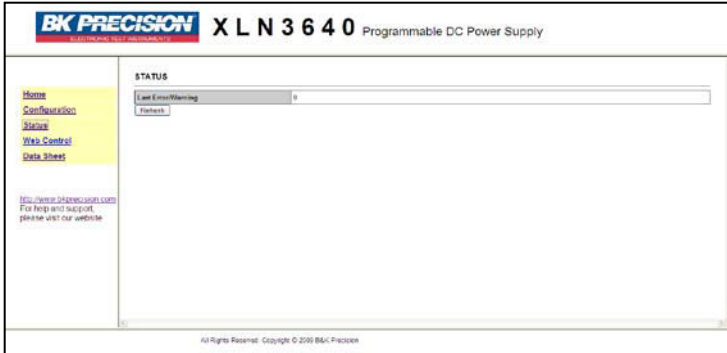 BK PRECISION
ELECTRONIC TEST INSTRUMENTS
XLN3640 Programmable DC Power Supply
STATUS
Last Error/Warning 0
Refresh
Home
Configuration
Status
Web Control
Data Sheet
http://www.bkprecision.com
For help and support,
please visit our website
All Rights Reserved. Copyright © 2009 B&K Precision